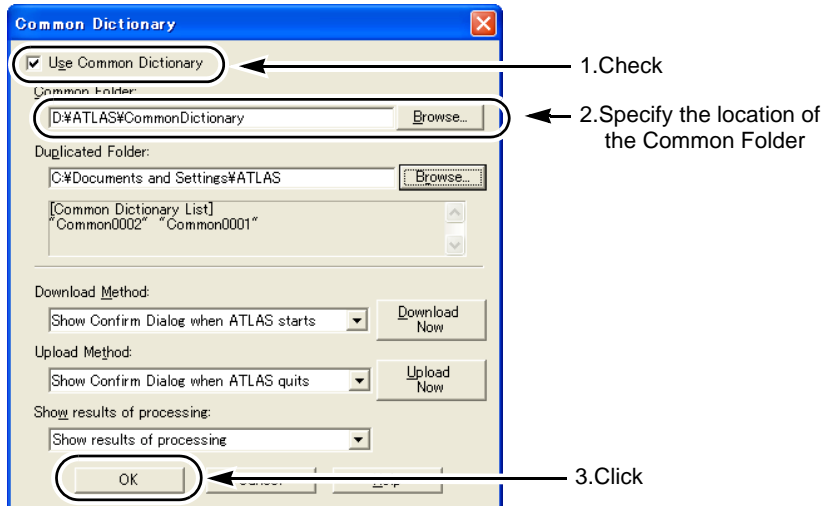 Common Dictionary
Use Common Dictionary
1.Check
Common Folder:
D:¥ATLAS¥CommonDictionary Browse...
2.Specify the location of
the Common Folder
Duplicated Folder:
C:¥Documents and Settings¥ATLAS Browse...
[Common Dictionary List]
"Common0002" "Common0001"
Download Method:
Show Confirm Dialog when ATLAS starts
Download
Now
Upload Method:
Show Confirm Dialog when ATLAS quits
Upload
Now
Show results of processing:
Show results of processing
OK Cancel Help
3.Click